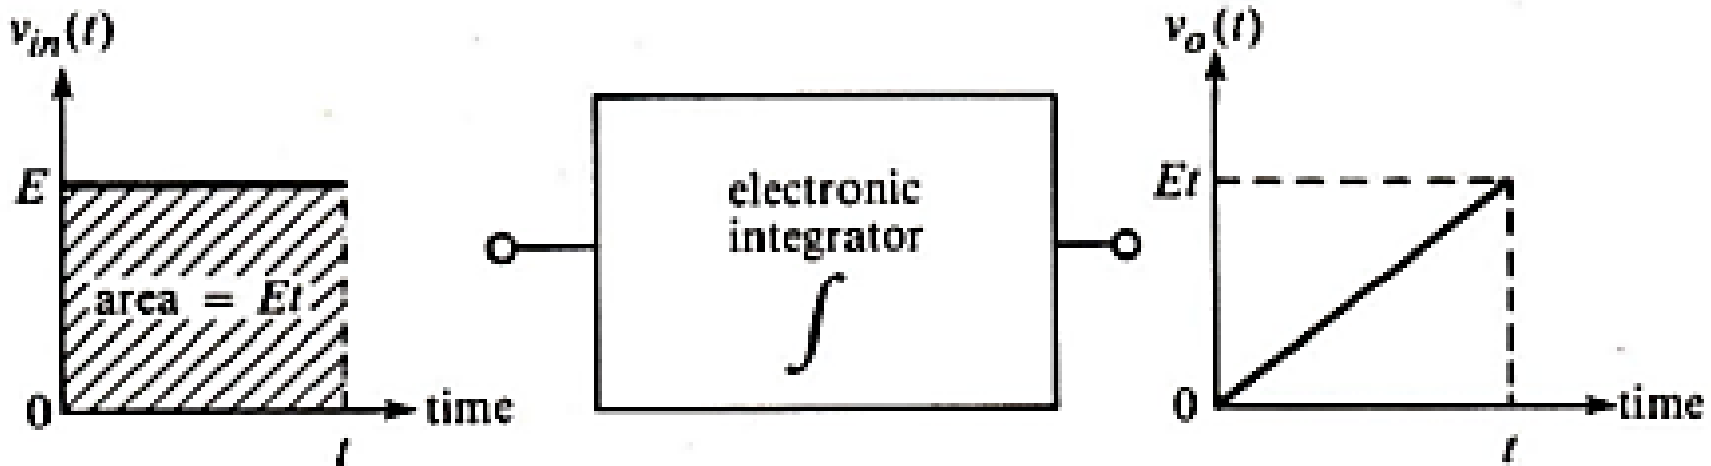 v_in(t)
E
area = Et
0
time
t
electronic
integrator
∫
v_o(t)
Et
0
time
t